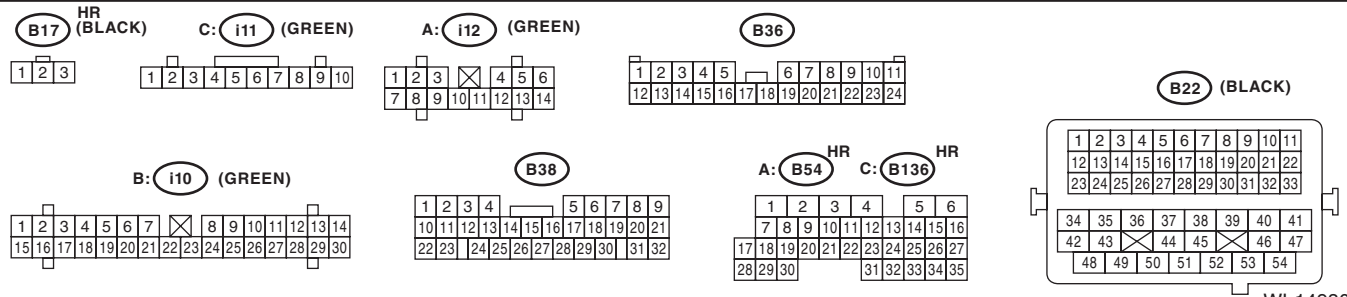 B17 HR (BLACK)
1 2 3
C: i11 (GREEN)
1 2 3 4 5 6 7 8 9 10
A: i12 (GREEN)
1 2 3 4 5 6
7 8 9 10 11 12 13 14
B36
1 2 3 4 5 6 7 8 9 10 11
12 13 14 15 16 17 18 19 20 21 22 23 24
B22 (BLACK)
1 2 3 4 5 6 7 8 9 10 11
12 13 14 15 16 17 18 19 20 21 22
23 24 25 26 27 28 29 30 31 32 33
34 35 36 37 38 39 40 41
42 43 44 45 46 47
48 49 50 51 52 53 54
B: i10 (GREEN)
1 2 3 4 5 6 7 8 9 10 11 12 13 14
15 16 17 18 19 20 21 22 23 24 25 26 27 28 29 30
B38
1 2 3 4 5 6 7 8 9
10 11 12 13 14 15 16 17 18 19 20 21
22 23 24 25 26 27 28 29 30 31 32
A: B54 HR C: B136 HR
1 2 3 4 5 6
7 8 9 10 11 12 13 14 15 16
17 18 19 20 21 22 23 24 25 26 27
28 29 30 31 32 33 34 35